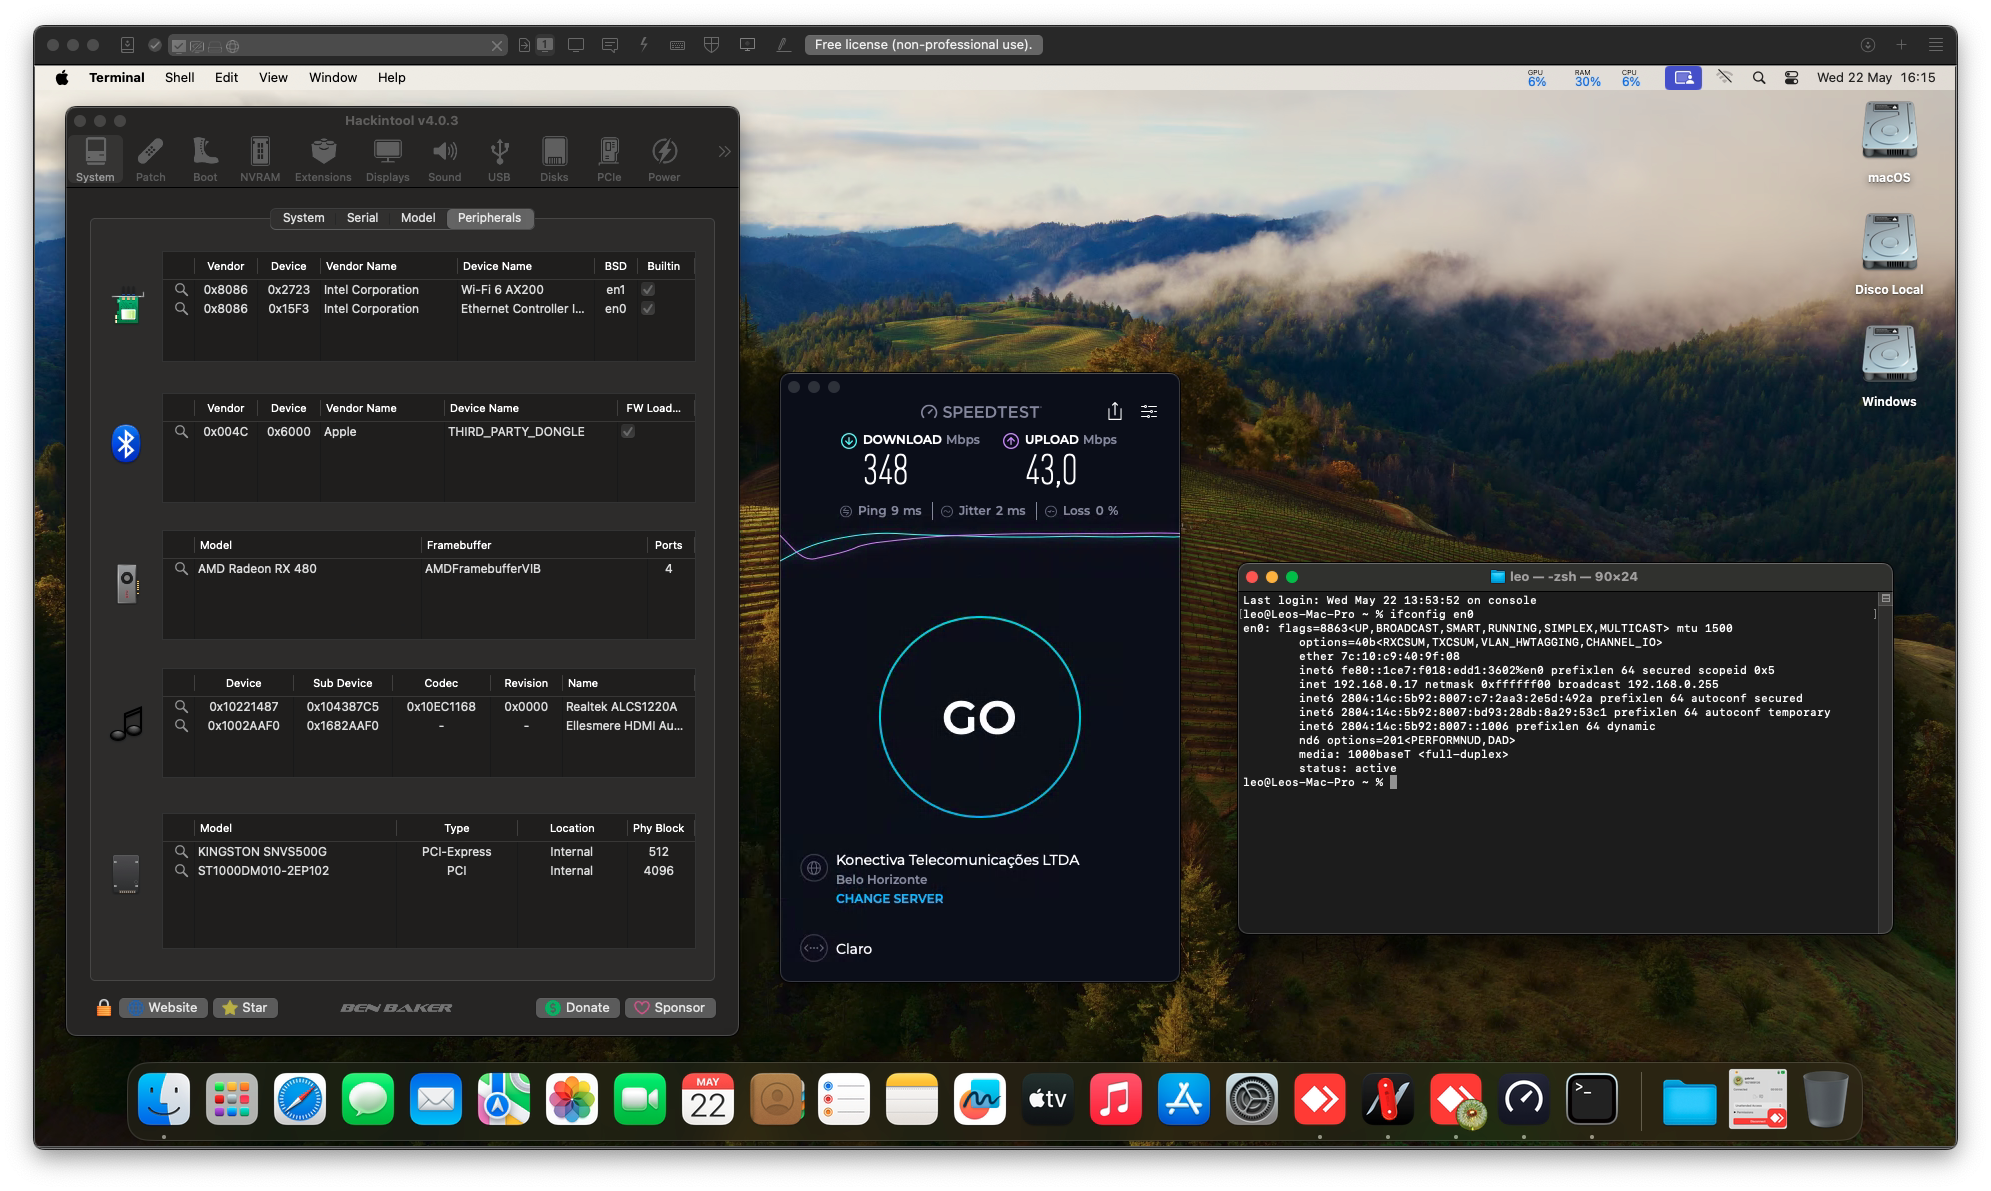 1
Free license (non-professional use).
Terminal Shell Edit View Window Help
GPU 6% RAM 30% CPU 6% Wed 22 May 16:15
Hackintool v4.0.3
System Patch Boot NVRAM Extensions Displays Sound USB Disks PCIe Power
System Serial Model Peripherals
Vendor Device Vendor Name Device Name BSD Builtin
0x8086 0x2723 Intel Corporation Wi-Fi 6 AX200 en1
0x8086 0x15F3 Intel Corporation Ethernet Controller I... en0
Vendor Device Vendor Name Device Name FW Load...
0x004C 0x6000 Apple THIRD_PARTY_DONGLE
Model Framebuffer Ports
AMD Radeon RX 480 AMDFramebufferVIB 4
Device Sub Device Codec Revision Name
0x10221487 0x104387C5 0x10EC1168 0x0000 Realtek ALCS1220A
0x1002AAF0 0x1682AAF0 - - Ellesmere HDMI Au...
Model Type Location Phy Block
KINGSTON SNVS500G PCI-Express Internal 512
ST1000DM010-2EP102 PCI Internal 4096
Website Star BEN BAKER Donate Sponsor
SPEEDTEST
DOWNLOAD Mbps UPLOAD Mbps
348 43,0
Ping 9 ms Jitter 2 ms Loss 0 %
GO
Konectiva Telecomunicações LTDA
Belo Horizonte
CHANGE SERVER
Claro
macOS
Disco Local
Windows
leo — -zsh — 90×24
Last login: Wed May 22 13:53:52 on console
[leo@Leos-Mac-Pro ~ % ifconfig en0 ]
en0: flags=8863<UP,BROADCAST,SMART,RUNNING,SIMPLEX,MULTICAST> mtu 1500
options=40b<RXCSUM,TXCSUM,VLAN_HWTAGGING,CHANNEL_IO>
ether 7c:10:c9:40:9f:08
inet6 fe80::1ce7:f018:edd1:3602%en0 prefixlen 64 secured scopeid 0x5
inet 192.168.0.17 netmask 0xffffff00 broadcast 192.168.0.255
inet6 2804:14c:5b92:8007:c7:2aa3:2e5d:492a prefixlen 64 autoconf secured
inet6 2804:14c:5b92:8007:bd93:28db:8a29:53c1 prefixlen 64 autoconf temporary
inet6 2804:14c:5b92:8007::1006 prefixlen 64 dynamic
nd6 options=201<PERFORMNUD,DAD>
media: 1000baseT <full-duplex>
status: active
leo@Leos-Mac-Pro ~ %
MAY
22
tv
>_